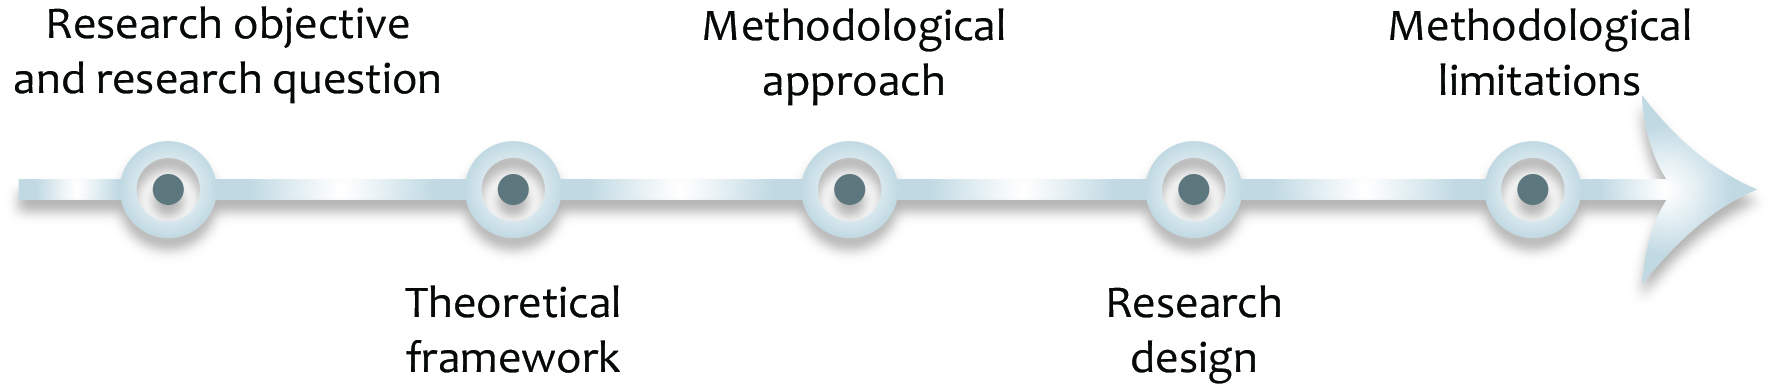 Research objective
and research question
Theoretical
framework
Methodological
approach
Research
design
Methodological
limitations